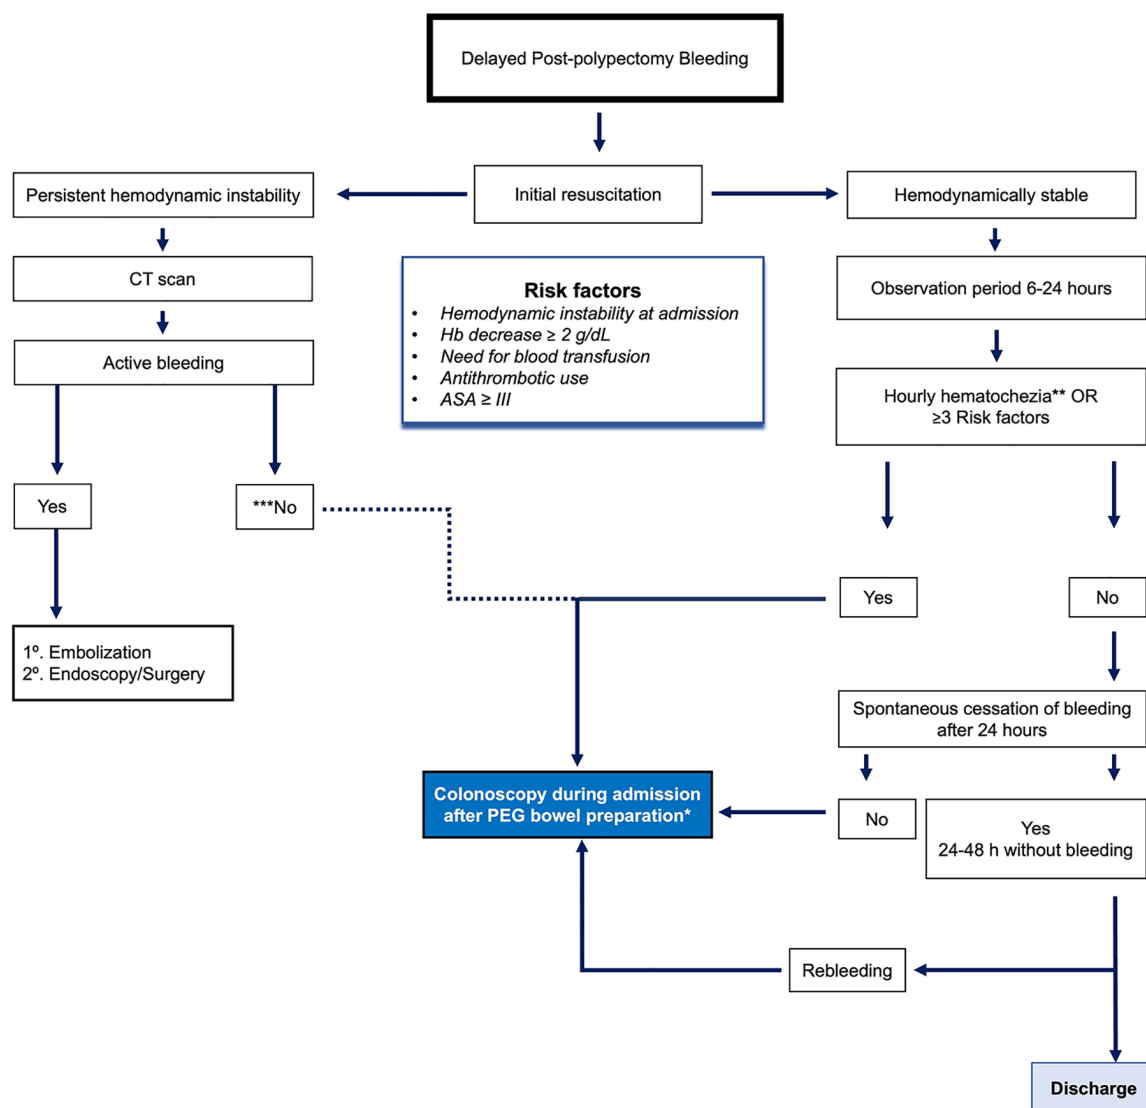 Delayed Post-polypectomy Bleeding
Persistent hemodynamic instability
Initial resuscitation
Hemodynamically stable
CT scan
Risk factors
• Hemodynamic instability at admission
• Hb decrease ≥ 2 g/dL
• Need for blood transfusion
• Antithrombotic use
• ASA ≥ III
Observation period 6-24 hours
Active bleeding
Hourly hematochezia** OR
≥3 Risk factors
Yes
***No
Yes
No
1º. Embolization
2º. Endoscopy/Surgery
Spontaneous cessation of bleeding
after 24 hours
Colonoscopy during admission
after PEG bowel preparation*
No
Yes
24-48 h without bleeding
Rebleeding
Discharge